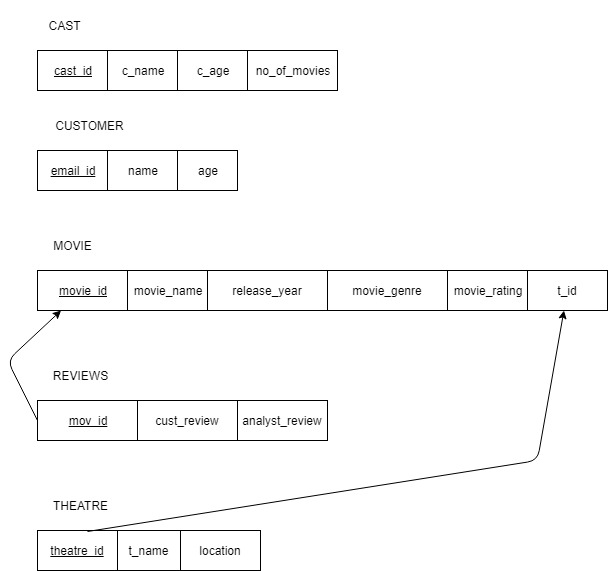 CAST
cast_id c_name c_age no_of_movies
CUSTOMER
email_id name age
MOVIE
movie_id movie_name release_year movie_genre movie_rating t_id
REVIEWS
mov_id cust_review analyst_review
THEATRE
theatre_id t_name location